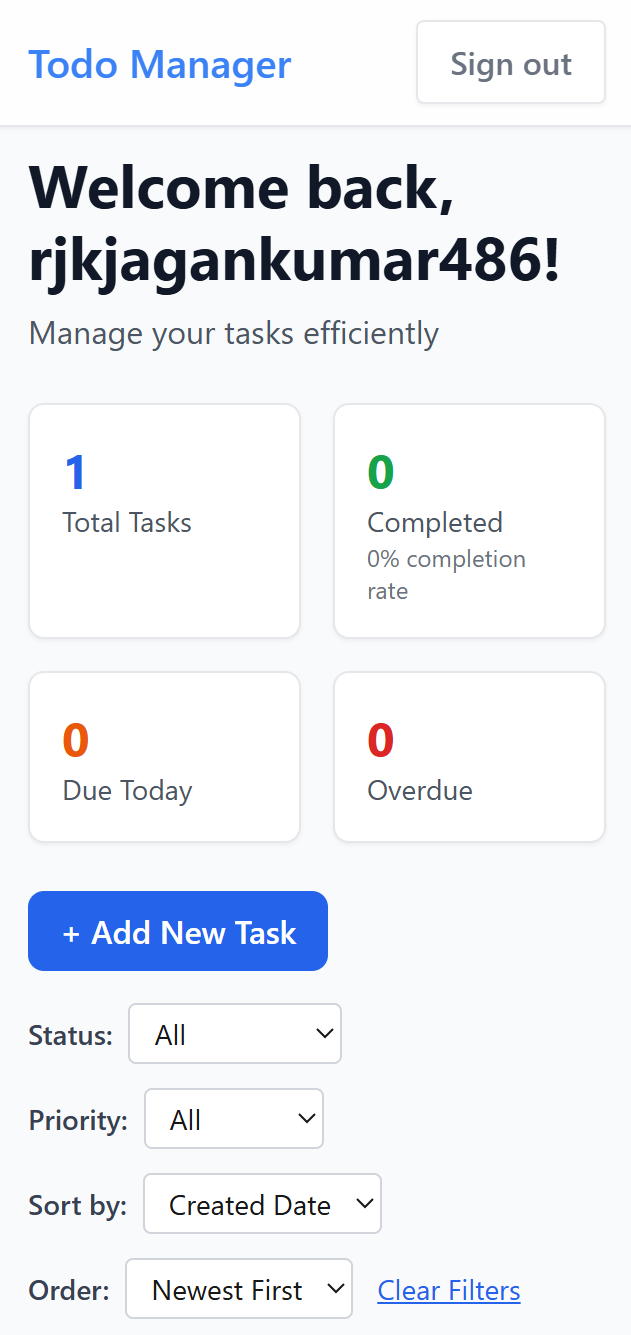 Todo Manager
Sign out
Welcome back,
rjkjagankumar486!
Manage your tasks efficiently
1
Total Tasks
0
Completed
0% completion
rate
0
Due Today
0
Overdue
+ Add New Task
Status: All
Priority: All
Sort by: Created Date
Order: Newest First Clear Filters